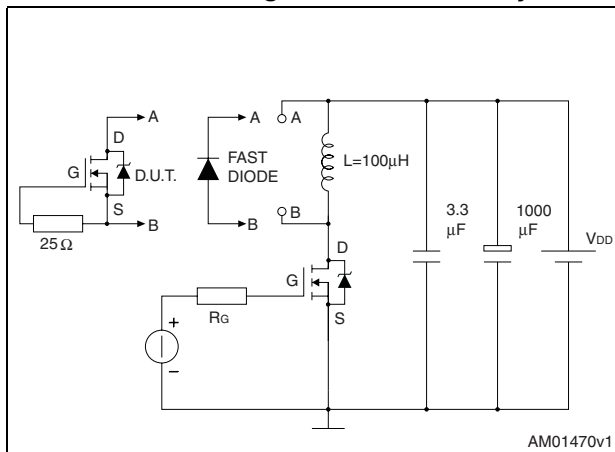 A
D
G
D.U.T.
S
B
25Ω
A
FAST
DIODE
B
A
L=100μH
B
D
G
S
RG
+
–
3.3
μF
1000
μF
VDD
AM01470v1